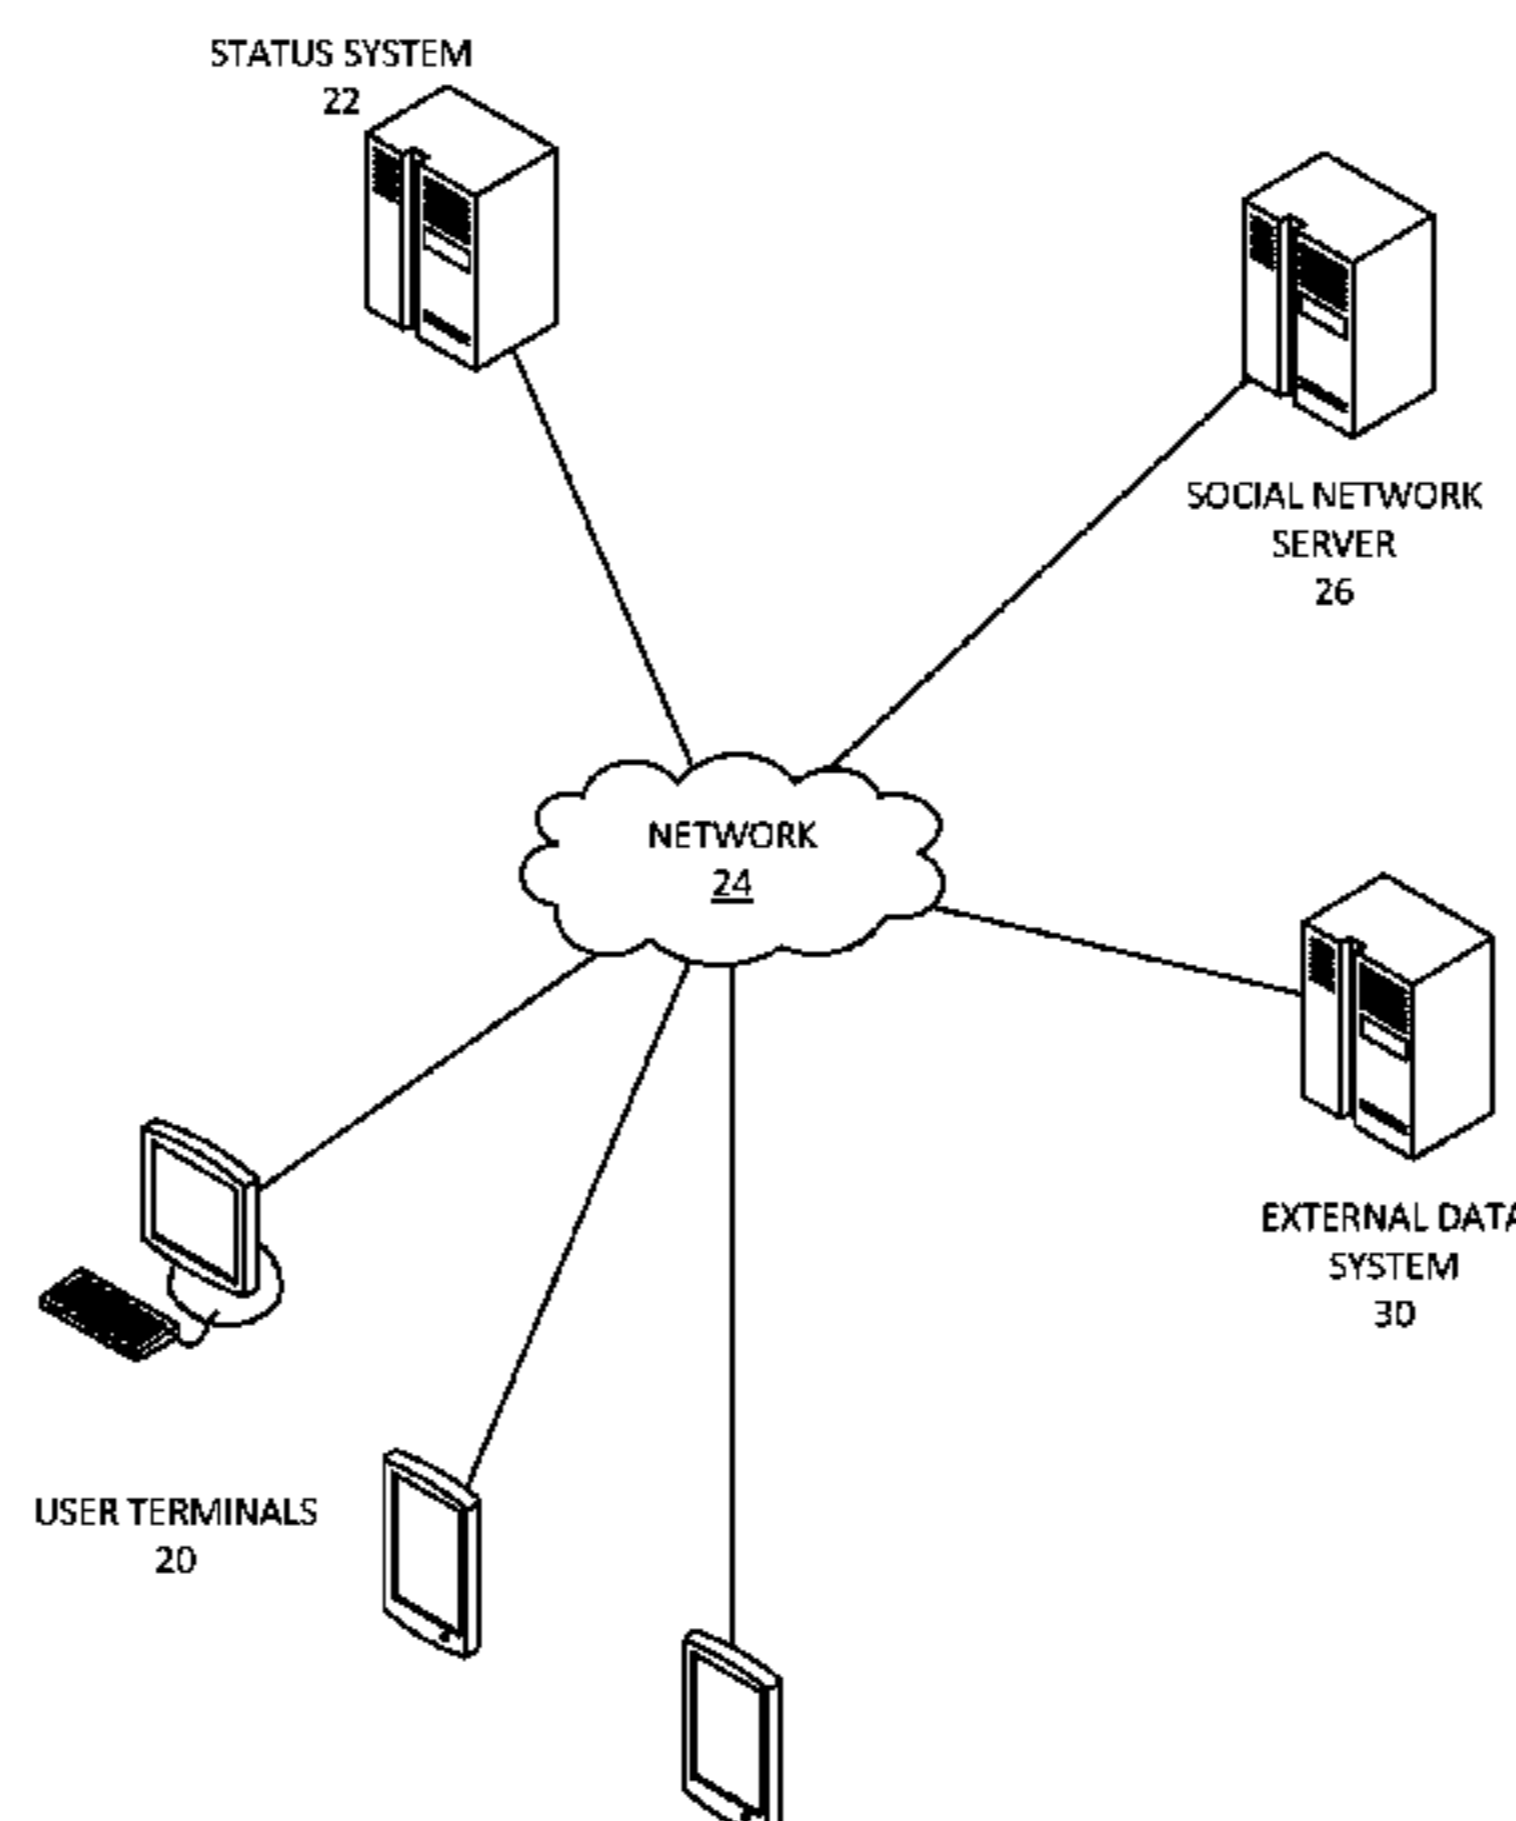 STATUS SYSTEM
22
SOCIAL NETWORK
SERVER
26
NETWORK
24
EXTERNAL DATA
SYSTEM
30
USER TERMINALS
20